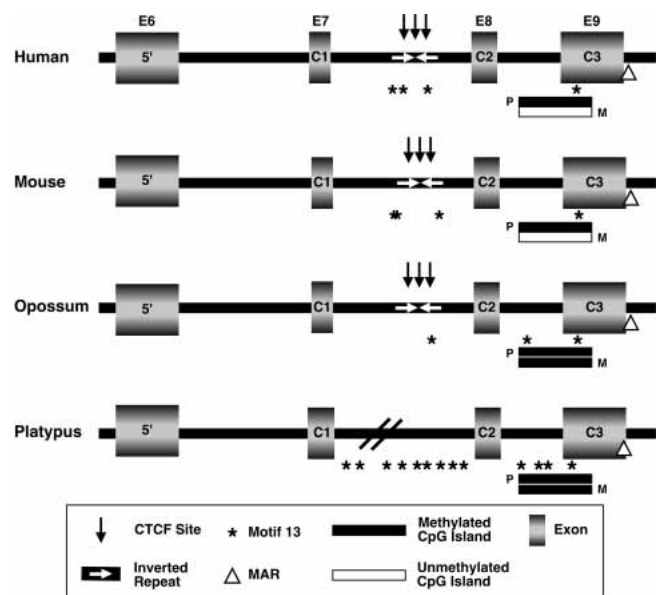 E6 E7 E8 E9
Human 5' C1 C2 C3
* * * *
P
M
Mouse 5' C1 C2 C3
* * * *
P
M
Opossum 5' C1 C2 C3
* * *
P
M
Platypus 5' C1 C2 C3
* * * * * * * * * * * * * *
P
M
CTCF Site * Motif 13 Methylated CpG Island Exon
Inverted Repeat MAR Unmethylated CpG Island